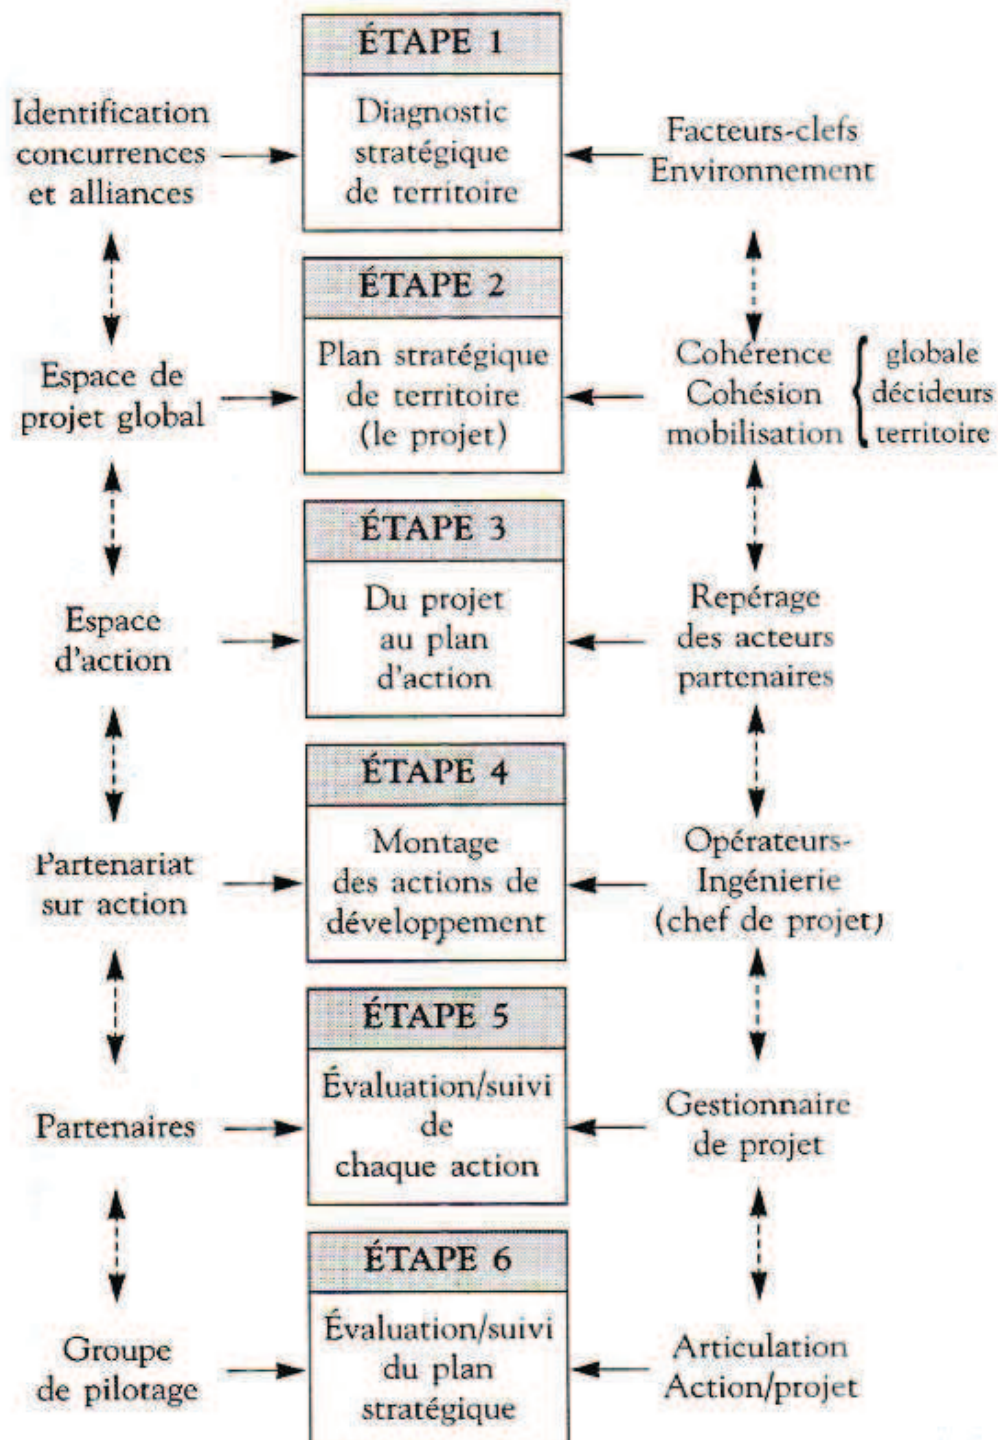 ÉTAPE 1
Identification
concurrences
et alliances
Diagnostic
stratégique
de territoire
Facteurs-clefs
Environnement
ÉTAPE 2
Espace de
projet global
Plan stratégique
de territoire
(le projet)
Cohérence
Cohésion
mobilisation
globale
décideurs
territoire
ÉTAPE 3
Espace
d'action
Du projet
au plan
d'action
Repérage
des acteurs
partenaires
ÉTAPE 4
Partenariat
sur action
Montage
des actions de
développement
Opérateurs-
Ingénierie
(chef de projet)
ÉTAPE 5
Partenaires
Évaluation/suivi
de
chaque action
Gestionnaire
de projet
ÉTAPE 6
Groupe
de pilotage
Évaluation/suivi
du plan
stratégique
Articulation
Action/projet